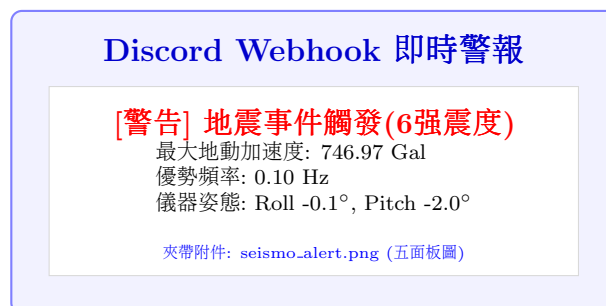 Discord Webhook 即時警報
[警告] 地震事件觸發(6强震度)
最大地動加速度: 746.97 Gal
優勢頻率: 0.10 Hz
儀器姿態: Roll -0.1°, Pitch -2.0°
夾帶附件: seismo_alert.png (五面板圖)